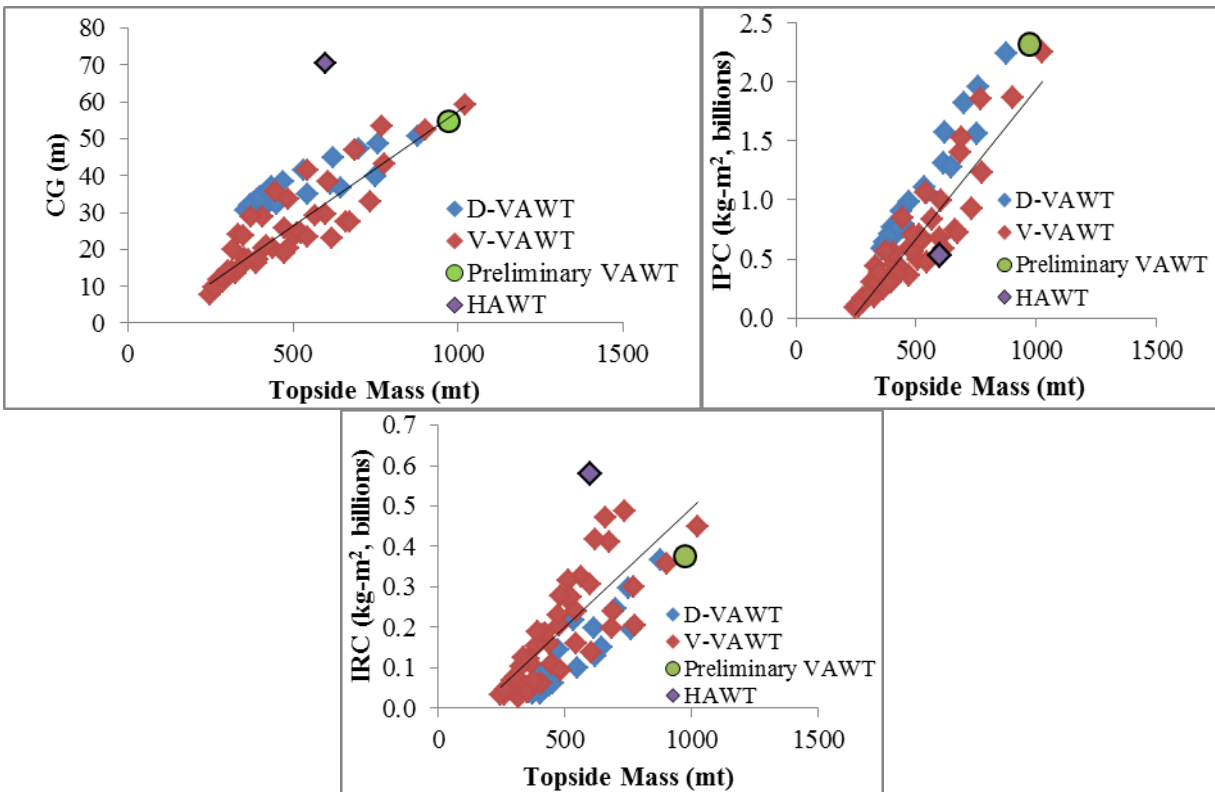 CG (m)
80
70
60
50
40
30
20
10
0
0 500 1000 1500
Topside Mass (mt)
D-VAWT
V-VAWT
Preliminary VAWT
HAWT
IPC (kg-m², billions)
2.5
2.0
1.5
1.0
0.5
0.0
0 500 1000 1500
Topside Mass (mt)
D-VAWT
V-VAWT
Preliminary VAWT
HAWT
IRC (kg-m², billions)
0.7
0.6
0.5
0.4
0.3
0.2
0.1
0.0
0 500 1000 1500
Topside Mass (mt)
D-VAWT
V-VAWT
Preliminary VAWT
HAWT